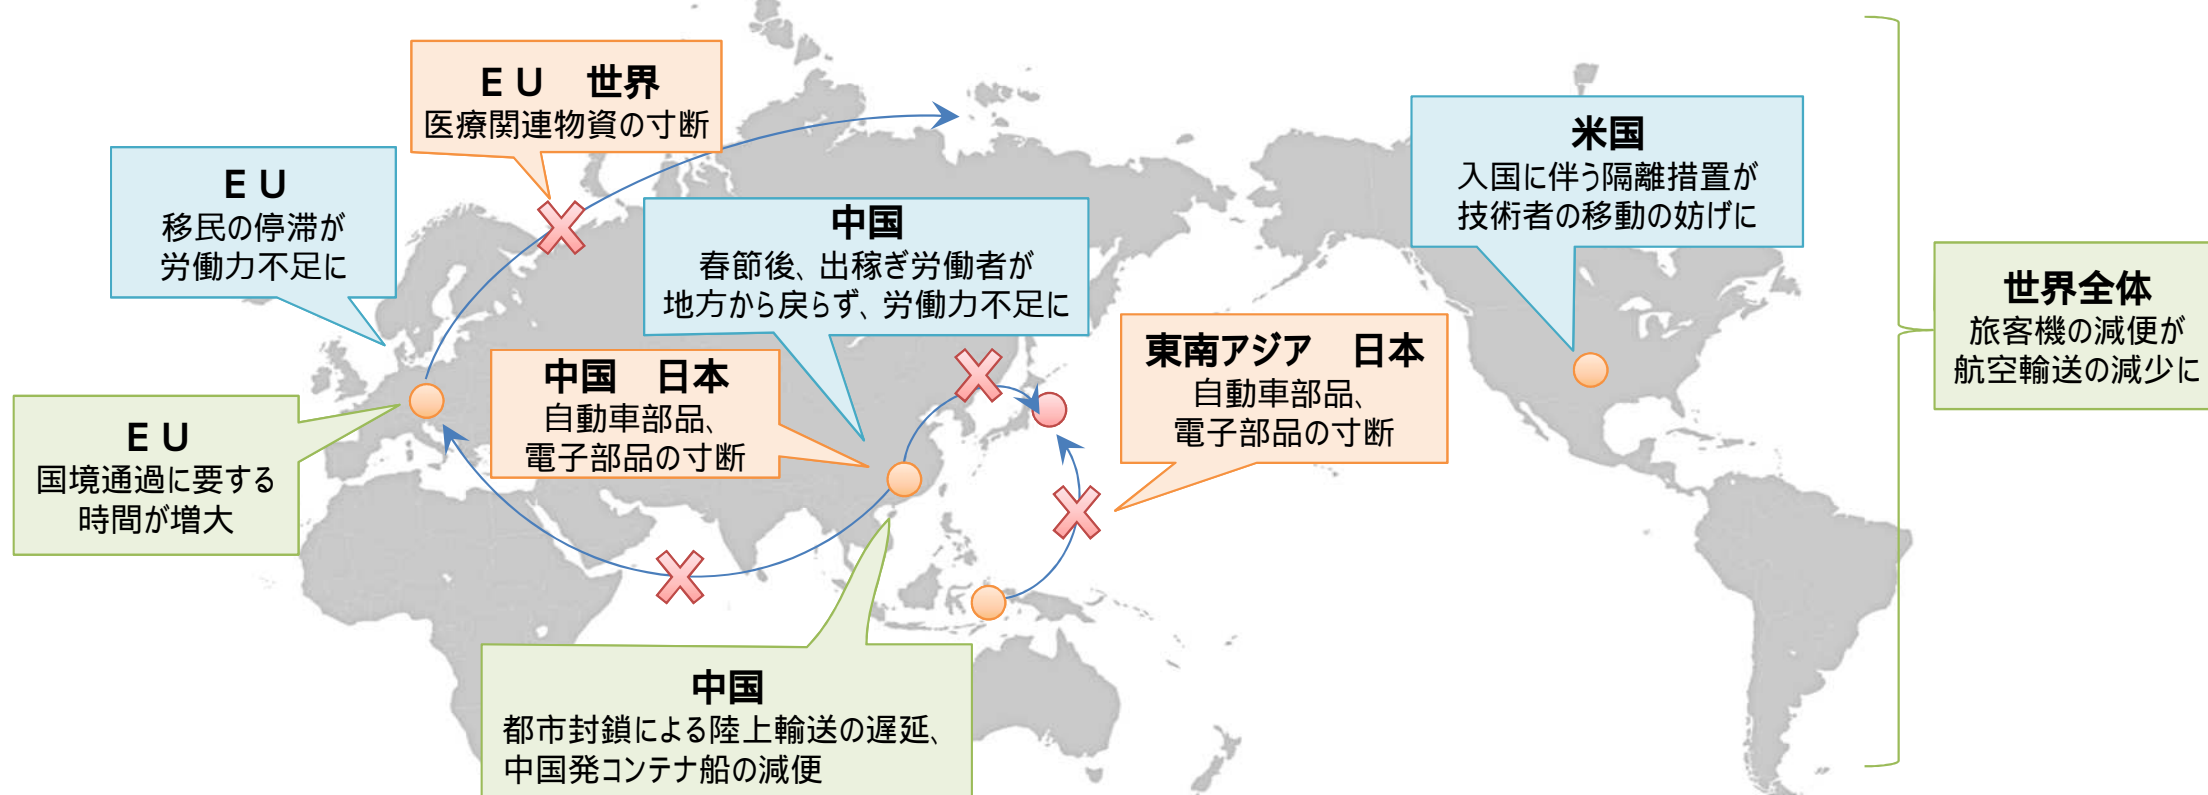 ＥＵ　世界
医療関連物資の寸断
ＥＵ
移民の停滞が
労働力不足に
中国
春節後、出稼ぎ労働者が
地方から戻らず、労働力不足に
米国
入国に伴う隔離措置が
技術者の移動の妨げに
世界全体
旅客機の減便が
航空輸送の減少に
中国　日本
自動車部品、
電子部品の寸断
東南アジア　日本
自動車部品、
電子部品の寸断
ＥＵ
国境通過に要する
時間が増大
中国
都市封鎖による陸上輸送の遅延、
中国発コンテナ船の減便